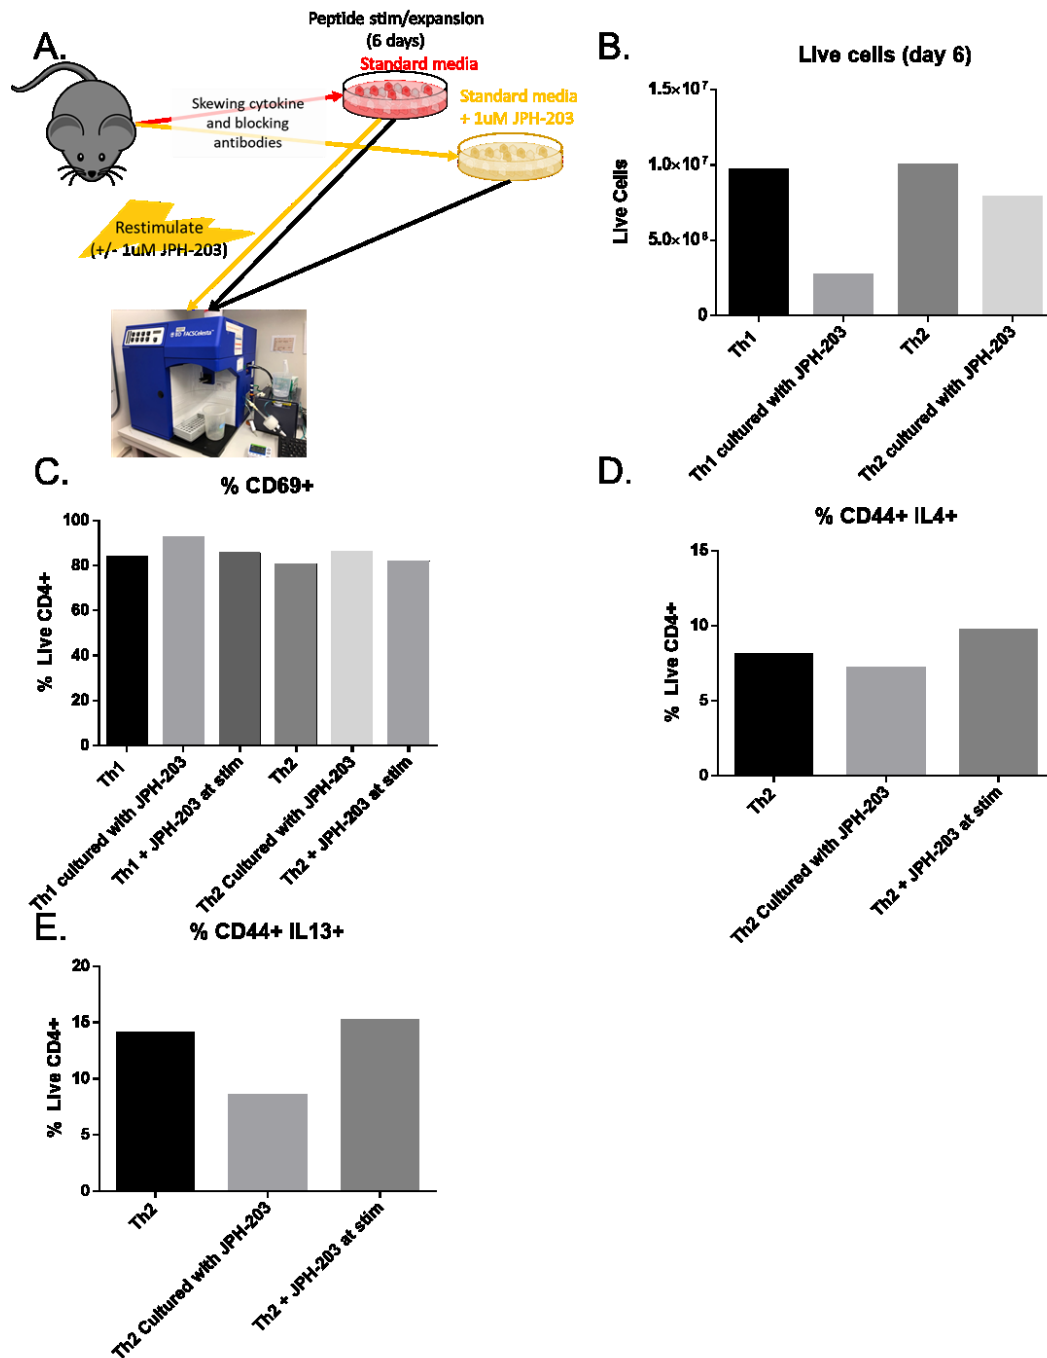 A.
Peptide stim/expansion
(6 days)
Standard media
Standard media
+ 1uM JPH-203
Skewing cytokine
and blocking
antibodies
Restimulate
(+/- 1uM JPH-203)
FACSCelesta
B.
Live cells (day 6)
Live Cells
1.5×10⁷
1.0×10⁷
5.0×10⁶
0
Th1
Th1 cultured with JPH-203
Th2
Th2 cultured with JPH-203
C.
% CD69+
% Live CD4+
100
80
60
40
20
0
Th1
Th1 cultured with JPH-203
Th1 + JPH-203 at stim
Th2
Th2 Cultured with JPH-203
Th2 + JPH-203 at stim
D.
% CD44+ IL4+
% Live CD4+
15
10
5
0
Th2
Th2 Cultured with JPH-203
Th2 + JPH-203 at stim
E.
% CD44+ IL13+
% Live CD4+
20
15
10
5
0
Th2
Th2 Cultured with JPH-203
Th2 + JPH-203 at stim